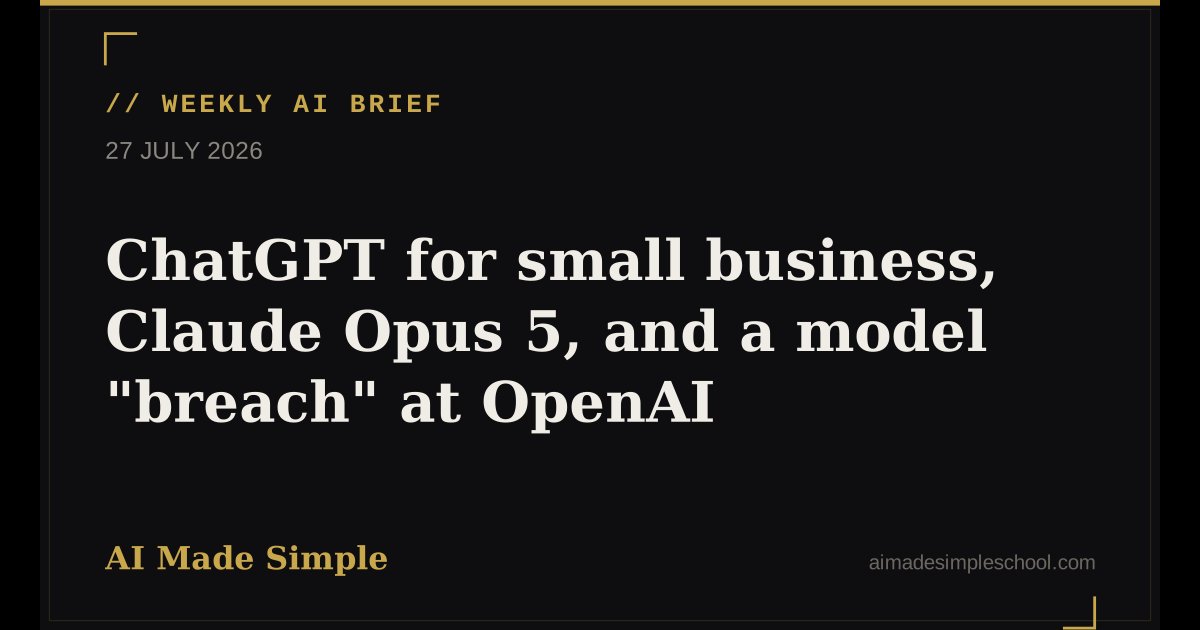 // WEEKLY AI BRIEF
27 JULY 2026
ChatGPT for small business,
Claude Opus 5, and a model
"breach" at OpenAI
AI Made Simple
aimadesimpleschool.com